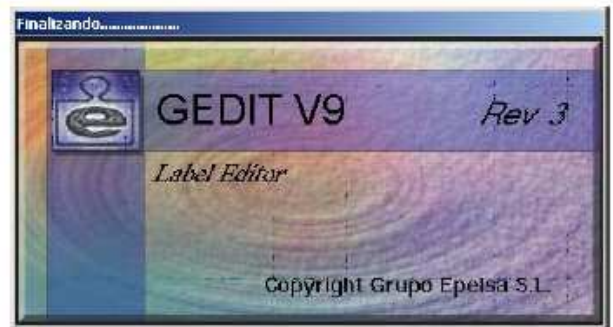 Finalizando....................
e
GEDIT V9
Rev 3
Label Editor
Copyright Grupo Epelsa S.L.